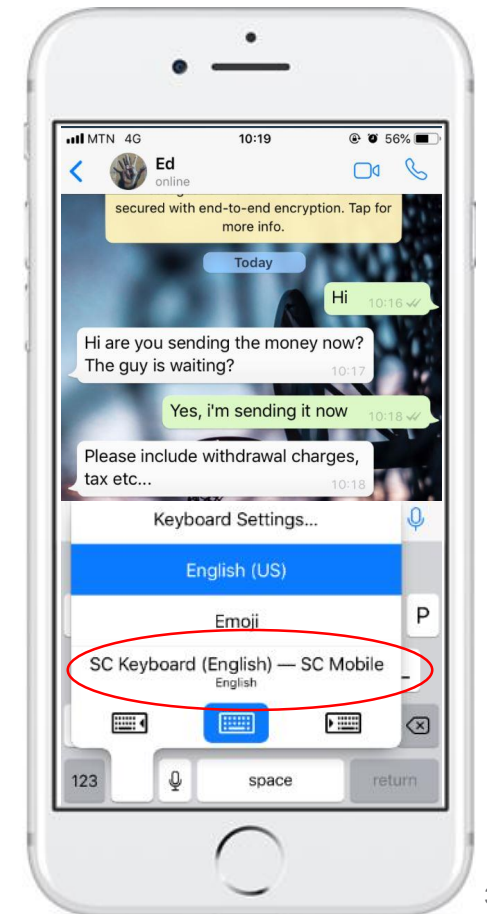 MTN 4G 10:19 56%
Ed
online
secured with end-to-end encryption. Tap for
more info.
Today
Hi 10:16
Hi are you sending the money now?
The guy is waiting? 10:17
Yes, i'm sending it now 10:18
Please include withdrawal charges,
tax etc... 10:18
Keyboard Settings...
English (US)
Emoji
P
SC Keyboard (English) — SC Mobile
English
123 space return